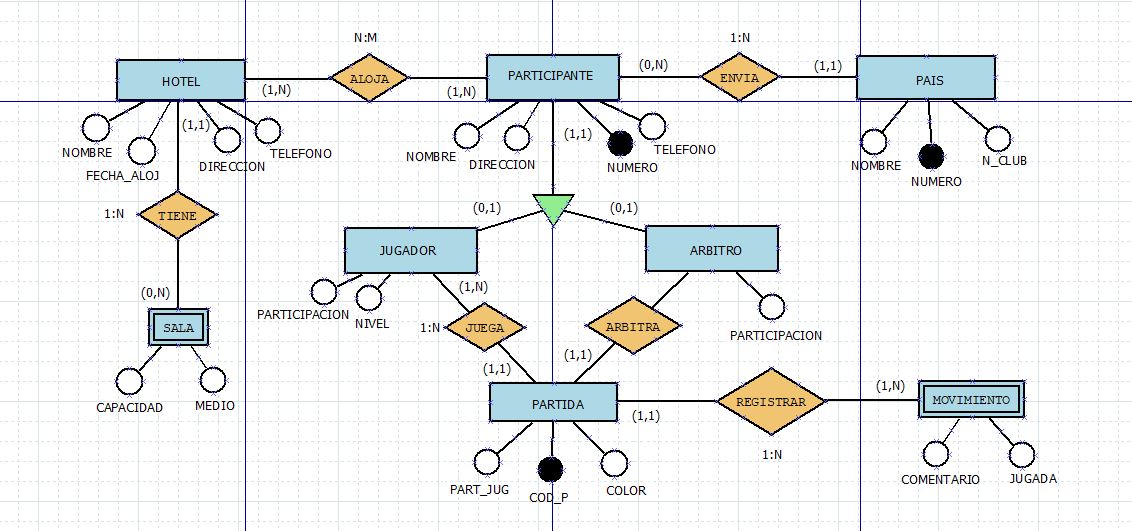 N:M
1:N
HOTEL
ALOJA
PARTICIPANTE
ENVIA
PAIS
(1,N)
(1,N)
(0,N)
(1,1)
(1,1)
(1,1)
NOMBRE
FECHA_ALOJ
DIRECCION
TELEFONO
NOMBRE
DIRECCION
NUMERO
TELEFONO
NOMBRE
NUMERO
N_CLUB
1:N
TIENE
(0,1)
(0,1)
JUGADOR
ARBITRO
(0,N)
(1,N)
PARTICIPACION
NIVEL
1:N
JUEGA
ARBITRA
PARTICIPACION
SALA
(1,1)
(1,1)
CAPACIDAD
MEDIO
PARTIDA
(1,1)
REGISTRAR
(1,N)
MOVIMIENTO
1:N
PART_JUG
COD_P
COLOR
COMENTARIO
JUGADA